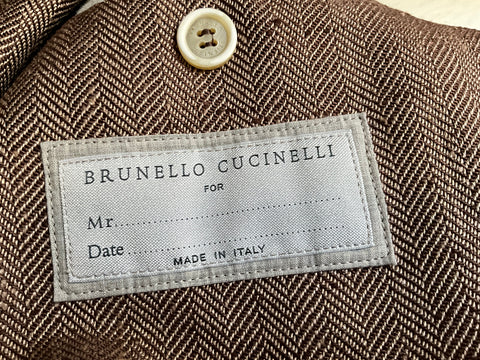 BRUNELLO CUCINELLI
FOR
Mr..............................
Date..............................
MADE IN ITALY